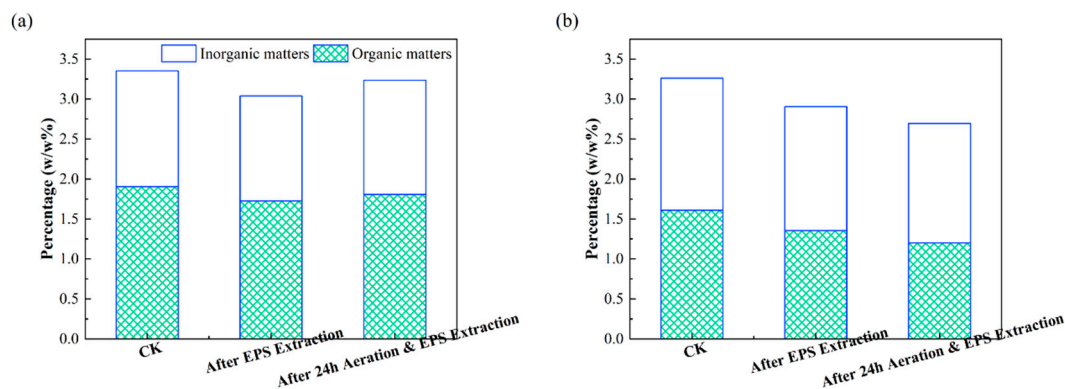 (a)
Inorganic matters
Organic matters
Percentage (w/w%)
3.5
3.0
2.5
2.0
1.5
1.0
0.5
0.0
CK
After EPS Extraction
After 24h Aeration & EPS Extraction
(b)
Percentage (w/w%)
3.5
3.0
2.5
2.0
1.5
1.0
0.5
0.0
CK
After EPS Extraction
After 24h Aeration & EPS Extraction